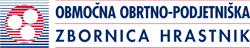 OBMOČNA OBRTNO-PODJETNIŠKA
ZBORNICA HRASTNIK